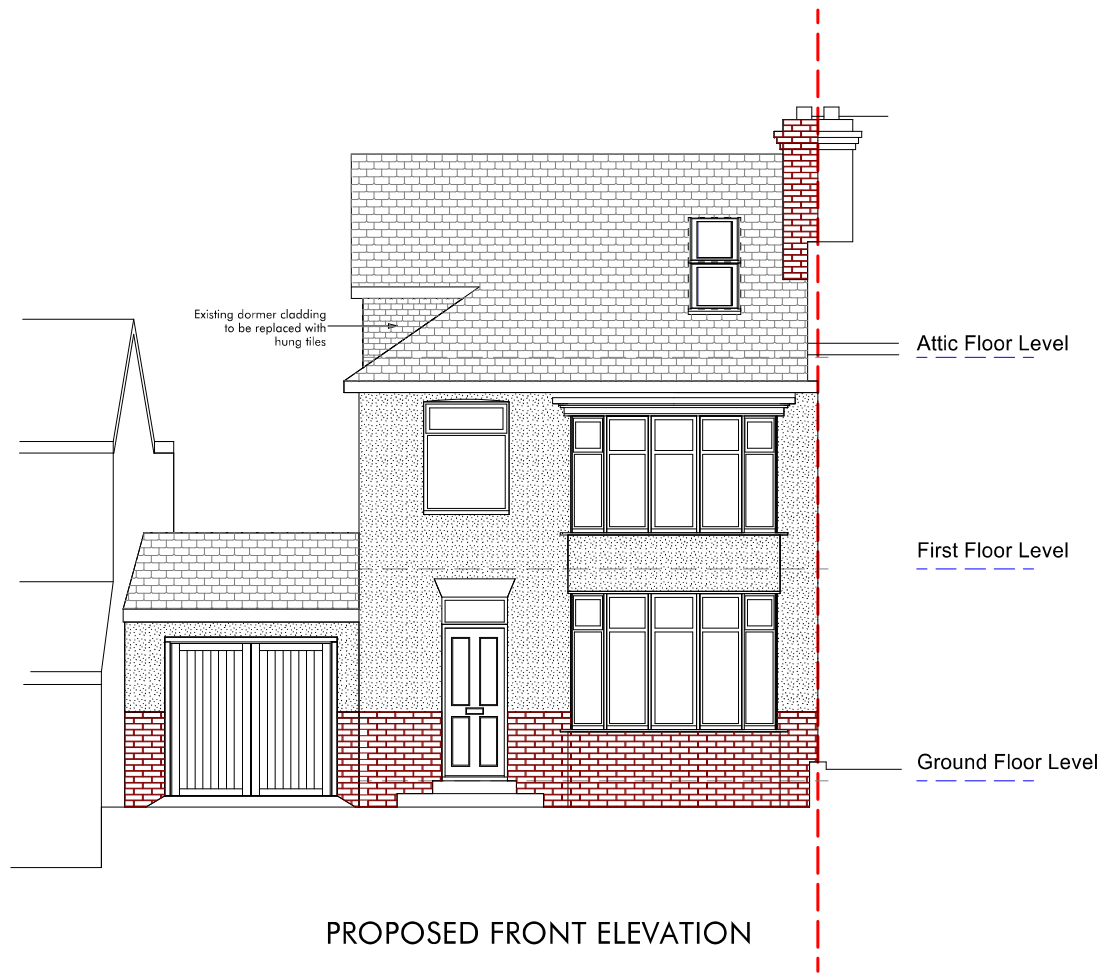 Existing dormer cladding
to be replaced with
hung tiles
Attic Floor Level
First Floor Level
Ground Floor Level
PROPOSED FRONT ELEVATION